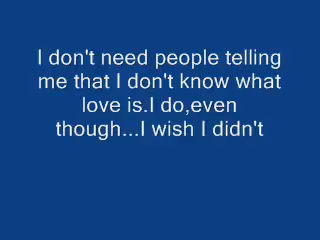 I don't need people telling
me that I don't know what
love is.I do,even
though...I wish I didn't